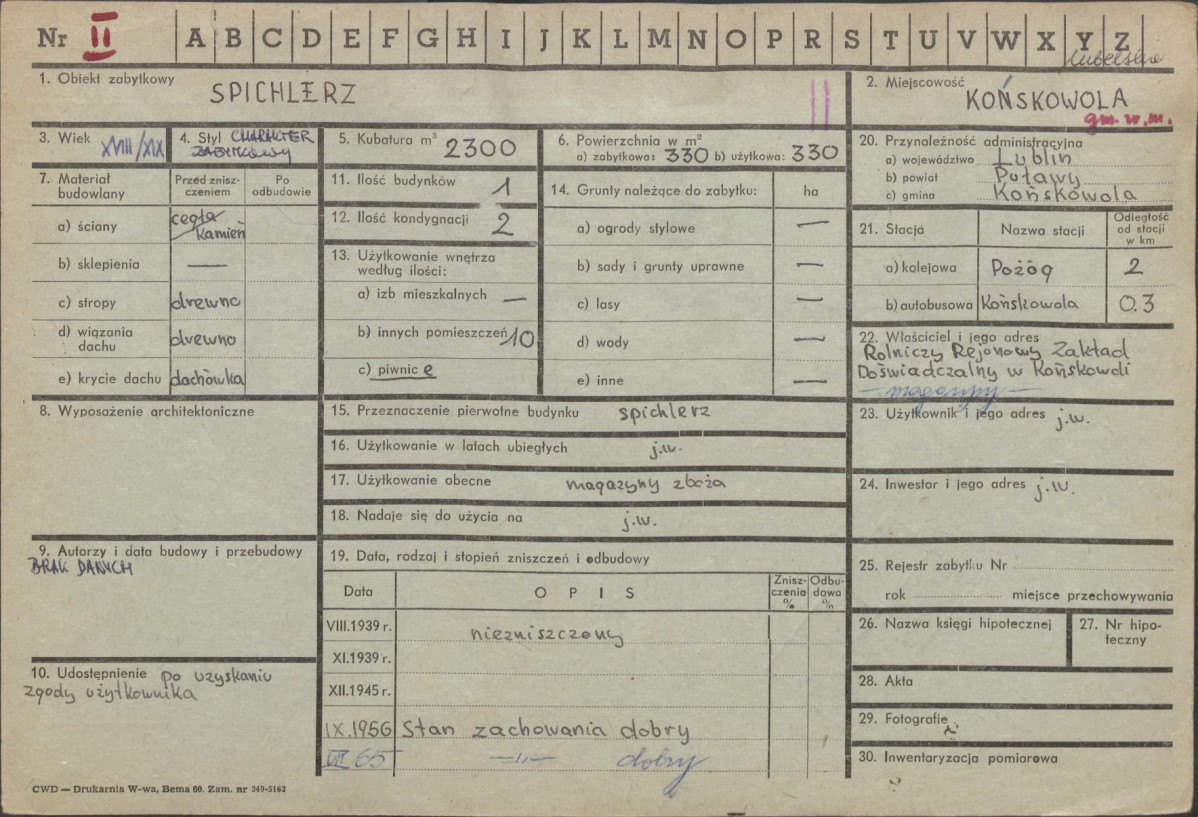 Nr II A B C D E F G H I J K L M N O P R S T U V W X Y Z
lubelskie
1. Obiekt zabytkowy
SPICHLERZ
II
2. Miejscowość
KOŃSKOWOLA
gm. w. m.
3. Wiek XVIII/XIX
4. Styl CHARAKTER
ZABYTKOWY
5. Kubatura m³ 2300
6. Powierzchnia w m²
a) zabytkowa: 330 b) użytkowa: 330
20. Przynależność administracyjna
a) województwo Lublin
b) powiat Puławy
c) gmina Końskowola
7. Materiał budowlany
Przed zniszczeniem
Po odbudowie
a) ściany cegła
kamień
b) sklepienia —
c) stropy drewno
d) wiązania dachu drewno
e) krycie dachu dachówka
11. Ilość budynków 1
12. Ilość kondygnacji 2
13. Użytkowanie wnętrza
według ilości:
a) izb mieszkalnych —
b) innych pomieszczeń 10
c) piwnice
14. Grunty należące do zabytku: ha
a) ogrody stylowe —
b) sady i grunty uprawne —
c) lasy —
d) wody —
e) inne —
21. Stacja
Nazwa stacji
Odległość
od stacji
w km
a) kolejowa Pożóg 2
b) autobusowa Końskowola 0.3
22. Właściciel i jego adres
Rolniczy Rejonowy Zakład
Doświadczalny w Końskowoli
— magazyny —
8. Wyposażenie architektoniczne
15. Przeznaczenie pierwotne budynku spichlerz
16. Użytkowanie w latach ubiegłych j.w.
17. Użytkowanie obecne magazyny zboża
18. Nadaje się do użycia na j.w.
23. Użytkownik i jego adres j.w.
24. Inwestor i jego adres j.w.
9. Autorzy i data budowy i przebudowy
BRAK DANYCH
10. Udostępnienie po uzyskaniu
zgody użytkownika
19. Data, rodzaj i stopień zniszczeń i odbudowy
Data
OPIS
Zniszczenia %
Odbudowa %
VIII.1939 r. niezniszczony
XI.1939 r.
XII.1945 r.
IX.1956 Stan zachowania dobry
VII 65 —„— dobry
25. Rejestr zabytku Nr
rok miejsce przechowywania
26. Nazwa księgi hipotecznej
27. Nr hipoteczny
28. Akta
29. Fotografie
30. Inwentaryzacja pomiarowa
CWD — Drukarnia W-wa, Bema 60. Zam. nr 349-5162